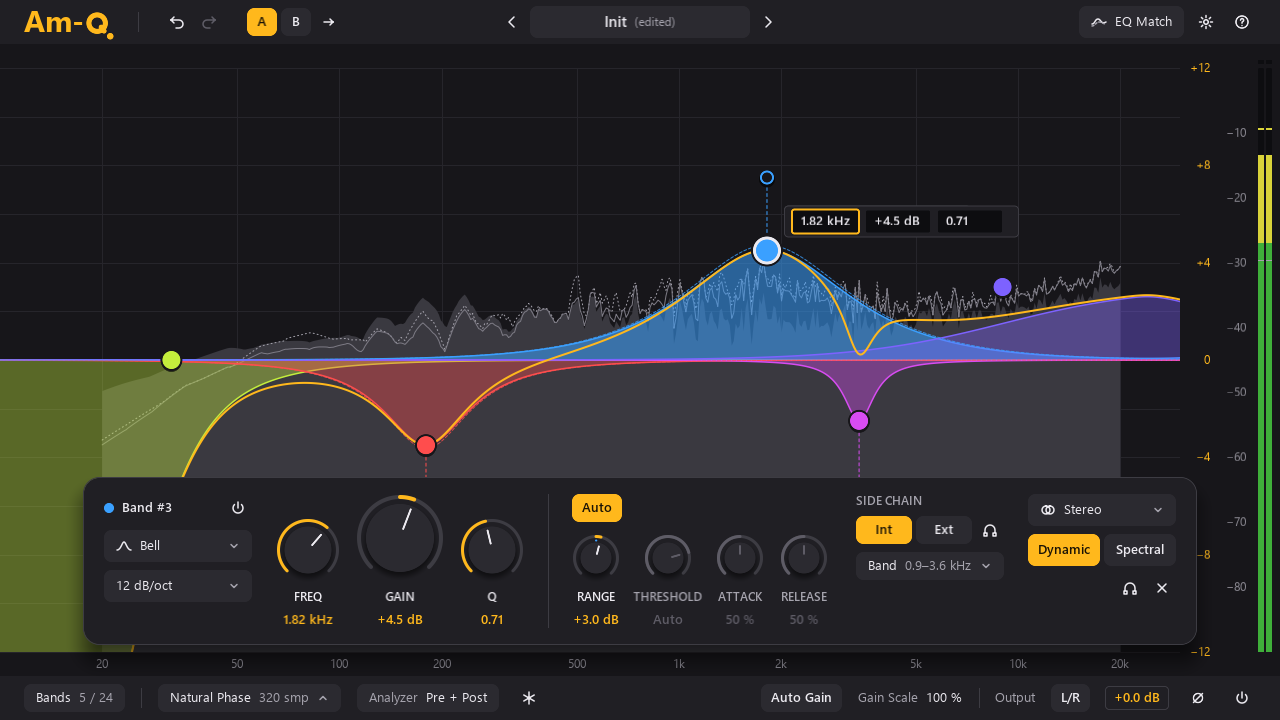 Am-Q
A
B
Init (edited)
EQ Match
+12
−10
+8
−20
1.82 kHz
+4.5 dB
0.71
+4
−30
−40
0
−50
−4
−60
−70
−8
−80
−12
Band #3
Bell
12 dB/oct
FREQ
1.82 kHz
GAIN
+4.5 dB
Q
0.71
Auto
RANGE
+3.0 dB
THRESHOLD
Auto
ATTACK
50 %
RELEASE
50 %
SIDE CHAIN
Int
Ext
Band 0.9–3.6 kHz
Stereo
Dynamic
Spectral
20
50
100
200
500
1k
2k
5k
10k
20k
Bands 5 / 24
Natural Phase 320 smp
Analyzer Pre + Post
Auto Gain
Gain Scale 100 %
Output
L/R
+0.0 dB